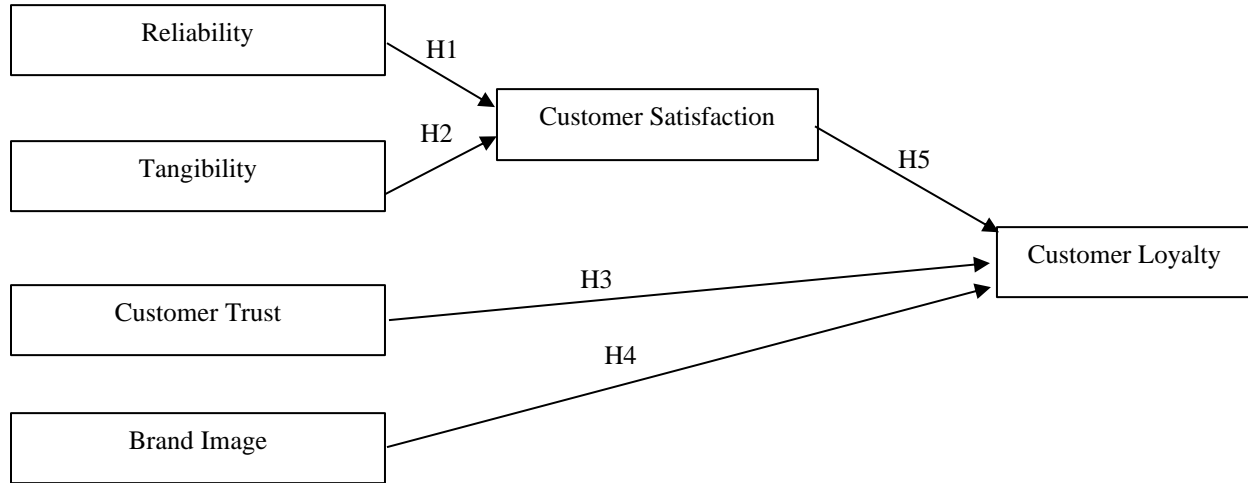 Reliability
H1
Customer Satisfaction
H2
Tangibility
H5
Customer Loyalty
H3
Customer Trust
H4
Brand Image